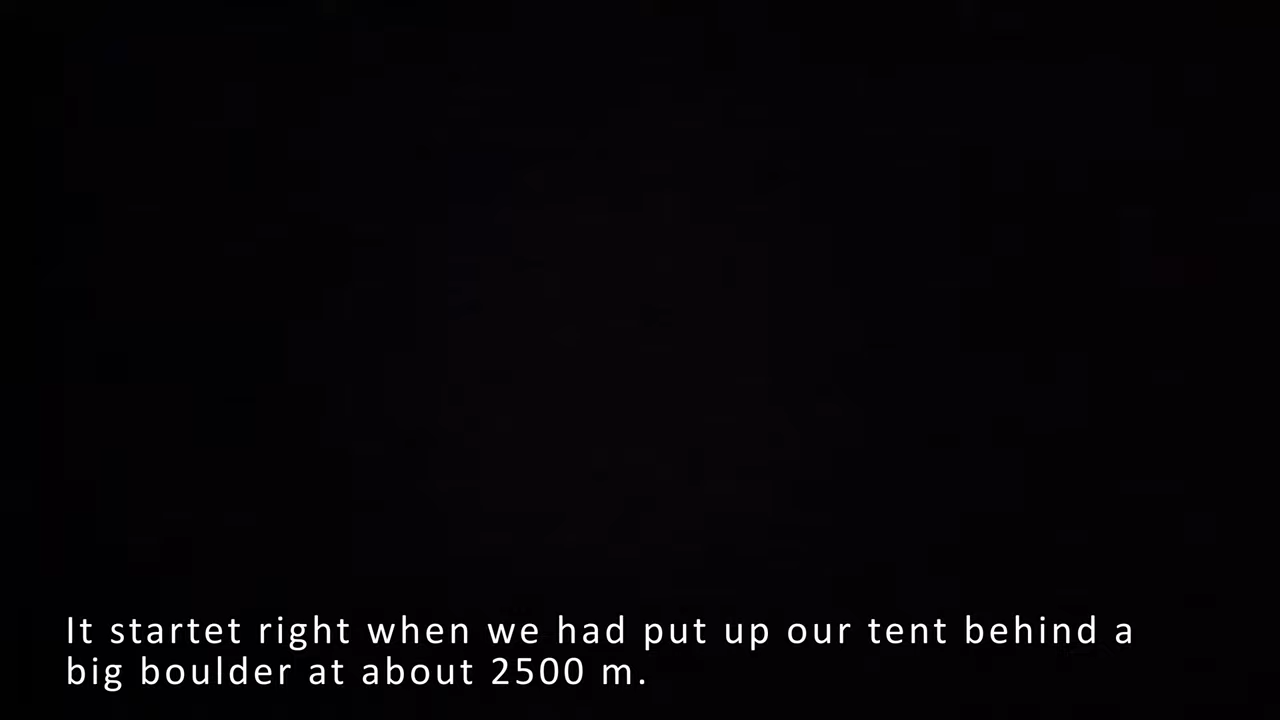 It startet right when we had put up our tent behind a
big boulder at about 2500 m.